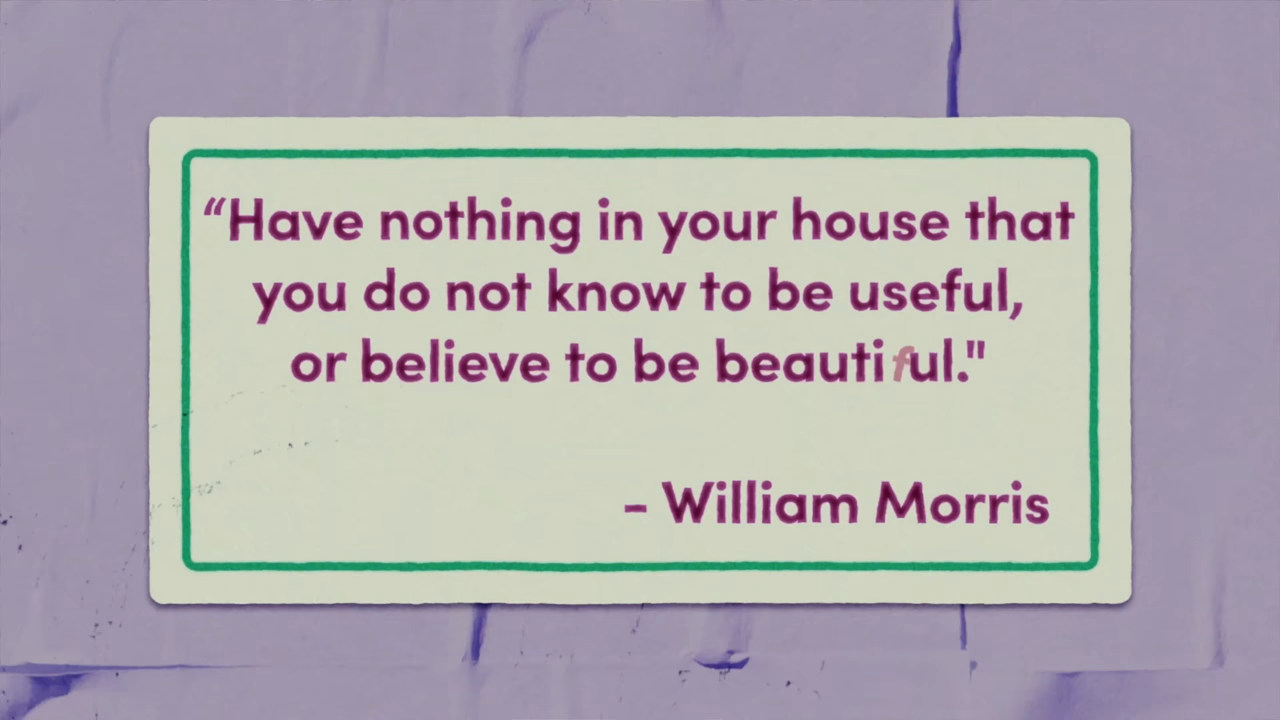 “Have nothing in your house that
you do not know to be useful,
or believe to be beautiful."
– William Morris